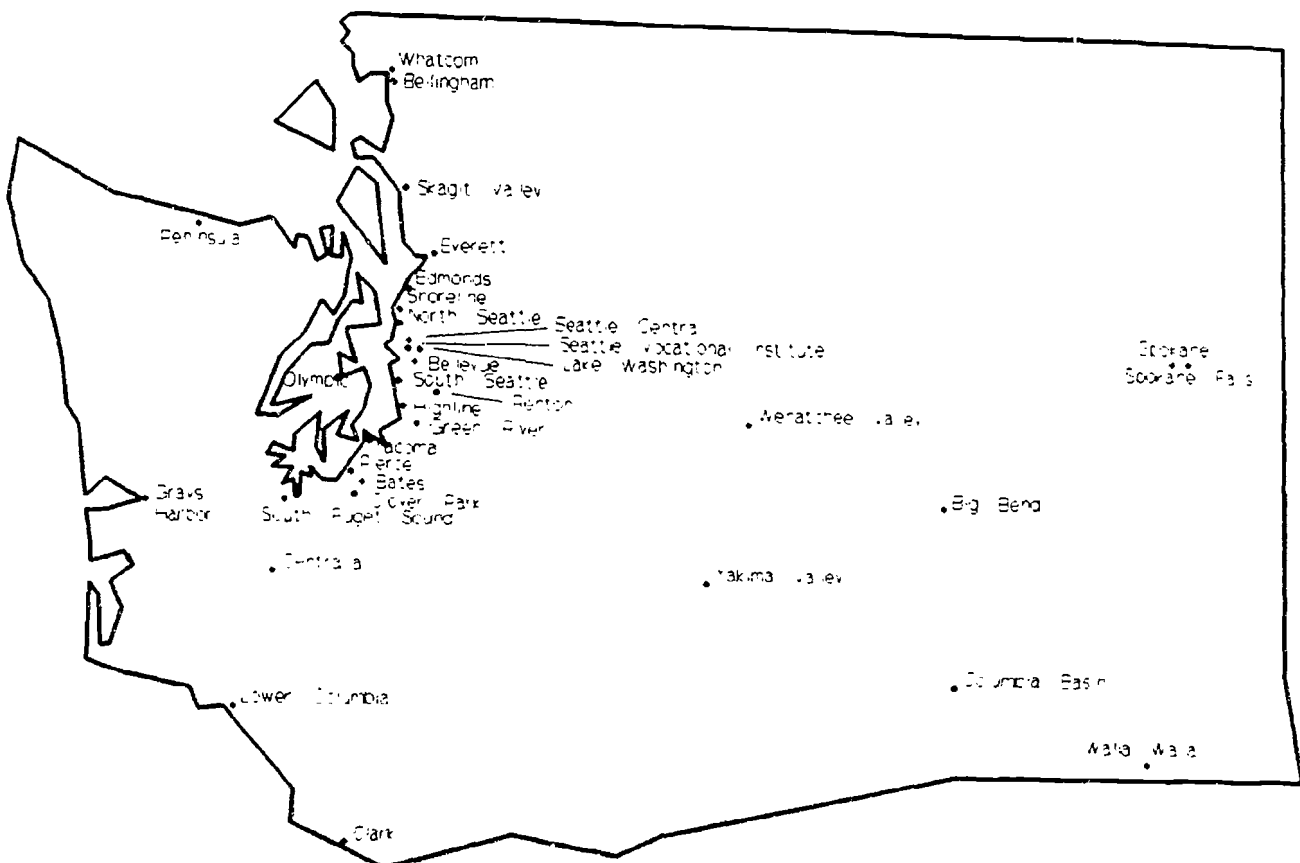 Whatcom
Bellingham
Skagit Valley
Peninsula
Everett
Edmonds
Shoreline
North Seattle
Seattle Central
Seattle Vocational Institute
Lake Washington
Bellevue
Spokane
Spokane Falls
Olympic
South Seattle
Renton
Highline
Green River
Wenatchee Valley
Tacoma
Pierce
Bates
Clover Park
Grays
Harbor
South Puget Sound
Big Bend
Centralia
Yakima Valley
Lower Columbia
Columbia Basin
Walla Walla
Clark